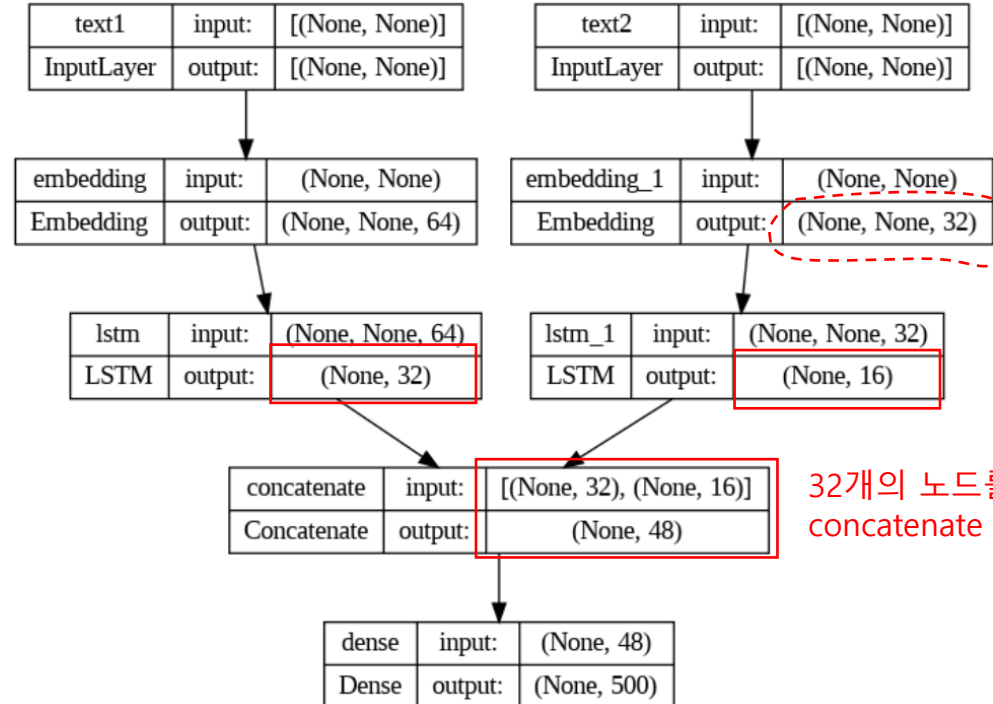 text1 input: [(None, None)]
InputLayer output: [(None, None)]
text2 input: [(None, None)]
InputLayer output: [(None, None)]
embedding input: (None, None)
Embedding output: (None, None, 64)
embedding_1 input: (None, None)
Embedding output: (None, None, 32)
lstm input: (None, None, 64)
LSTM output: (None, 32)
lstm_1 input: (None, None, 32)
LSTM output: (None, 16)
concatenate input: [(None, 32), (None, 16)]
Concatenate output: (None, 48)
32개의 노드를
concatenate
dense input: (None, 48)
Dense output: (None, 500)